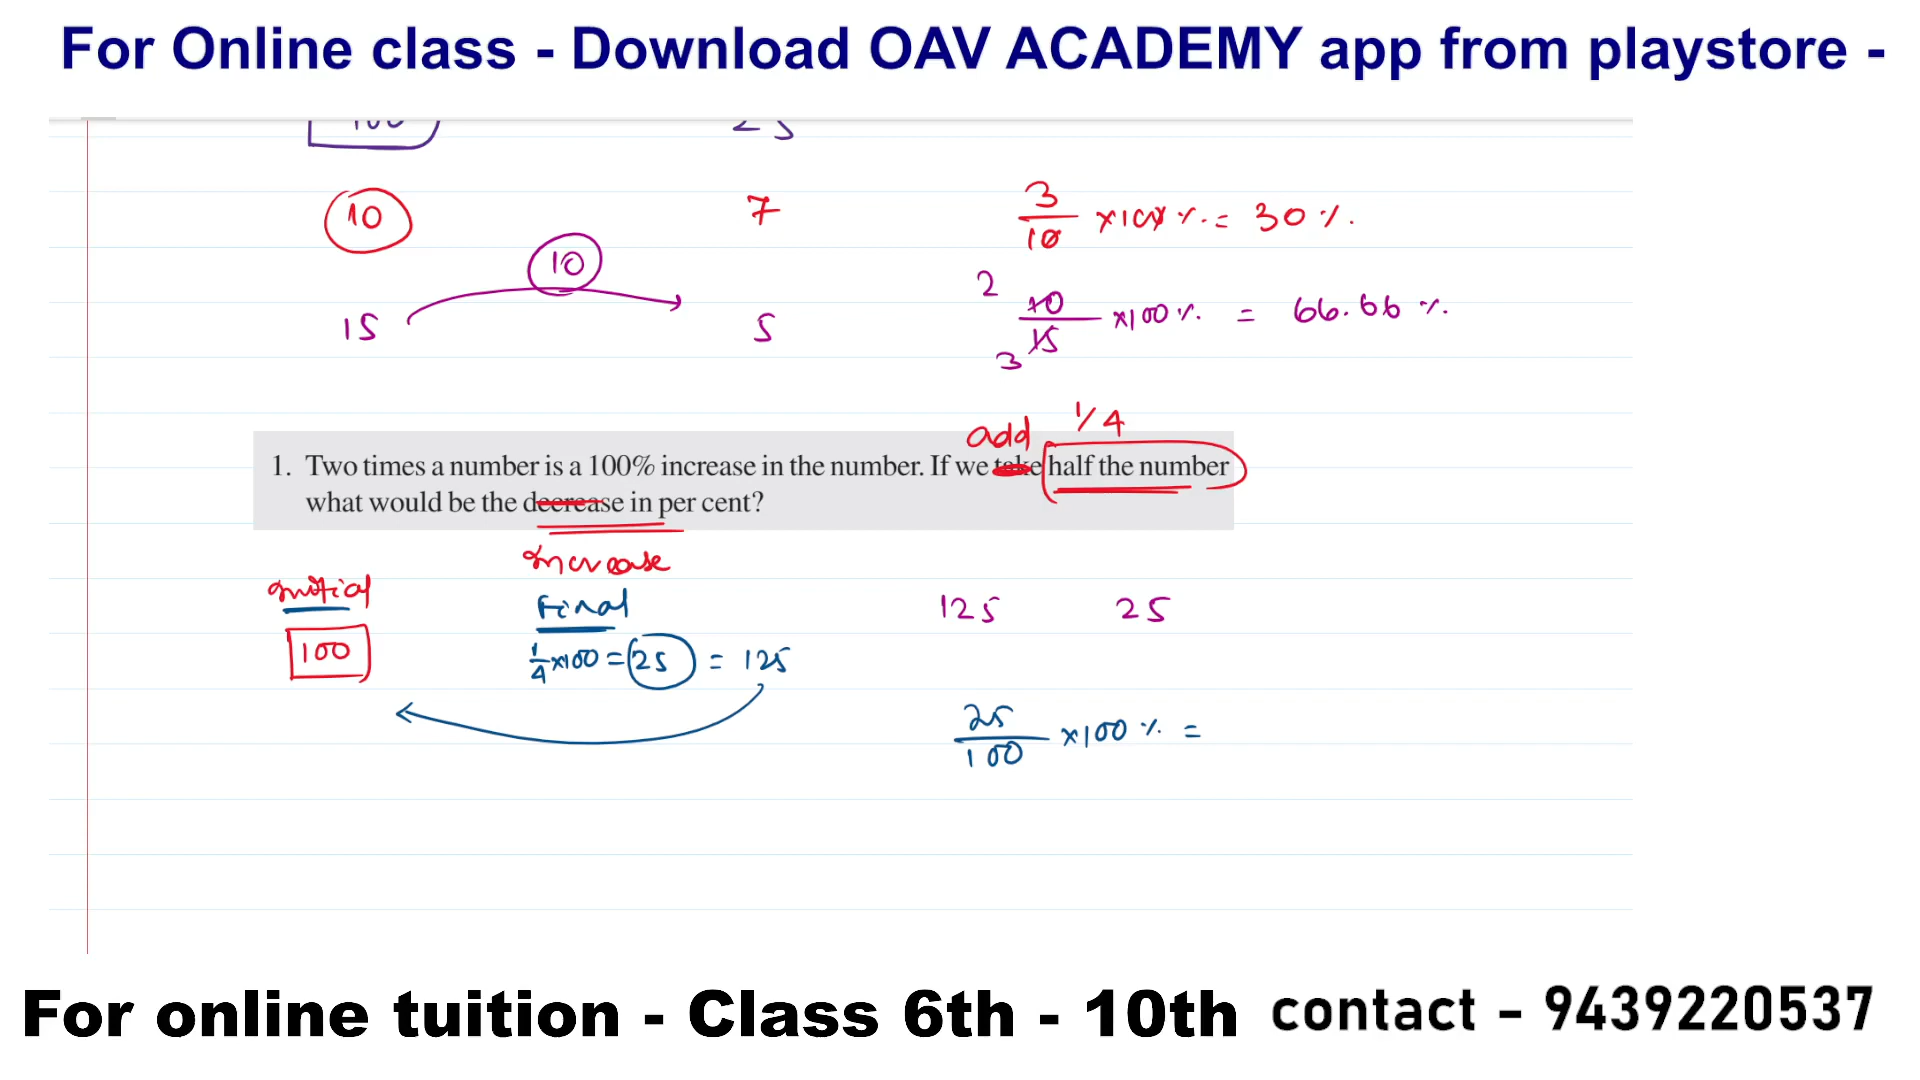 For Online class - Download OAV ACADEMY app from playstore -
100 25
10 7 3/10 ×100 % = 30 %.
10
15 5 2 10/15 3 ×100 % = 66.66 %.
add 1/4
1. Two times a number is a 100% increase in the number. If we take half the number
what would be the decrease in per cent?
Increase
Initial Final 125 25
100 1/4 ×100 = 25 = 125
25/100 ×100 % =
For online tuition - Class 6th - 10th contact - 9439220537